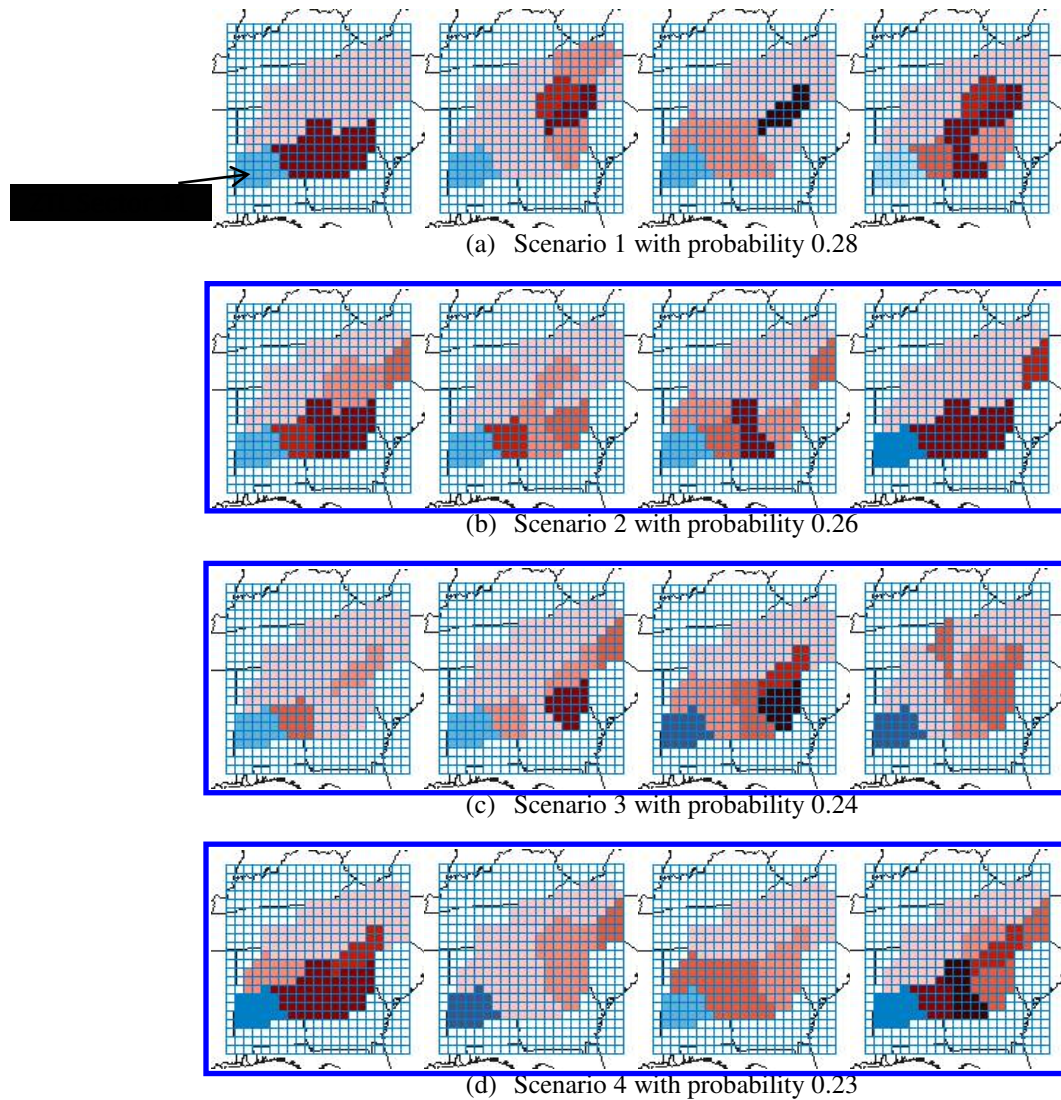 (a) Scenario 1 with probability 0.28
(b) Scenario 2 with probability 0.26
(c) Scenario 3 with probability 0.24
(d) Scenario 4 with probability 0.23